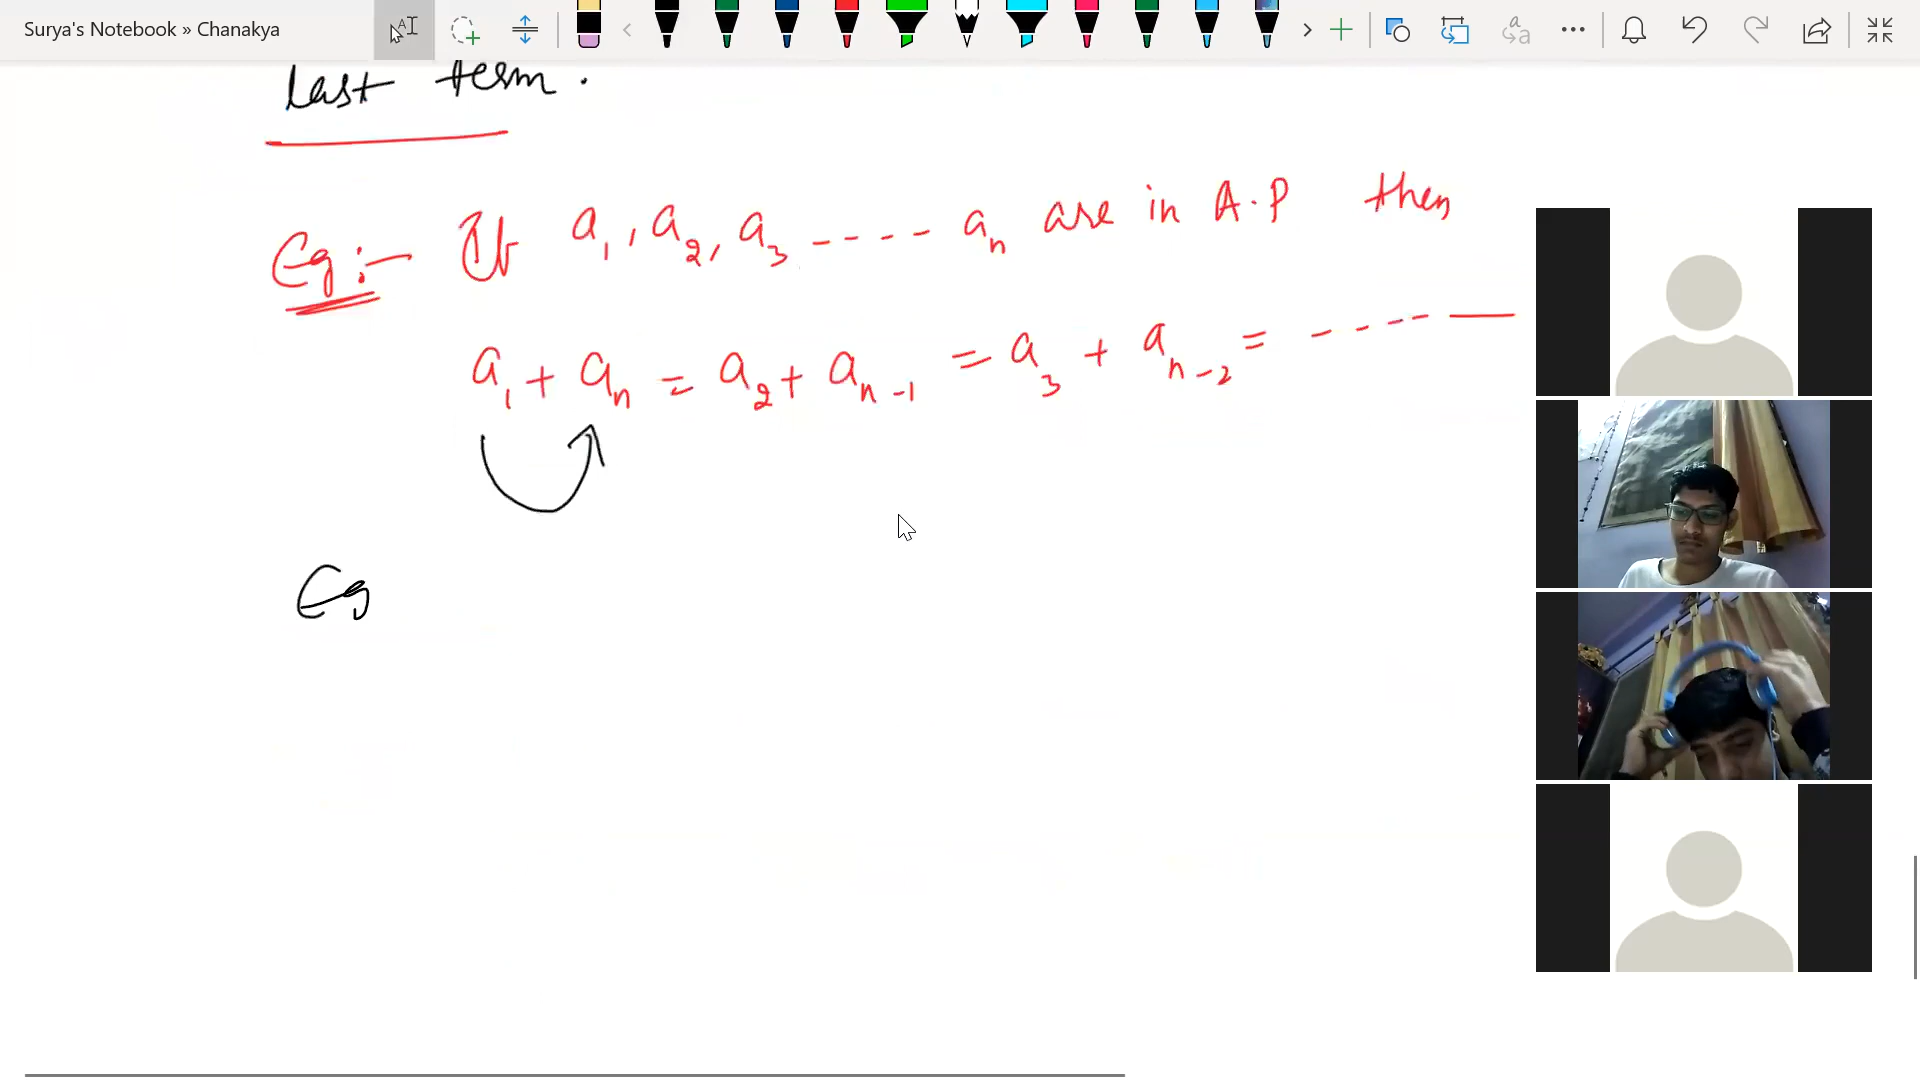 Surya's Notebook » Chanakya
last term.
Eg:- If a₁, a₂, a₃ ---- aₙ are in A.P then
a₁ + aₙ = a₂ + aₙ₋₁ = a₃ + aₙ₋₂ = ----
Eg